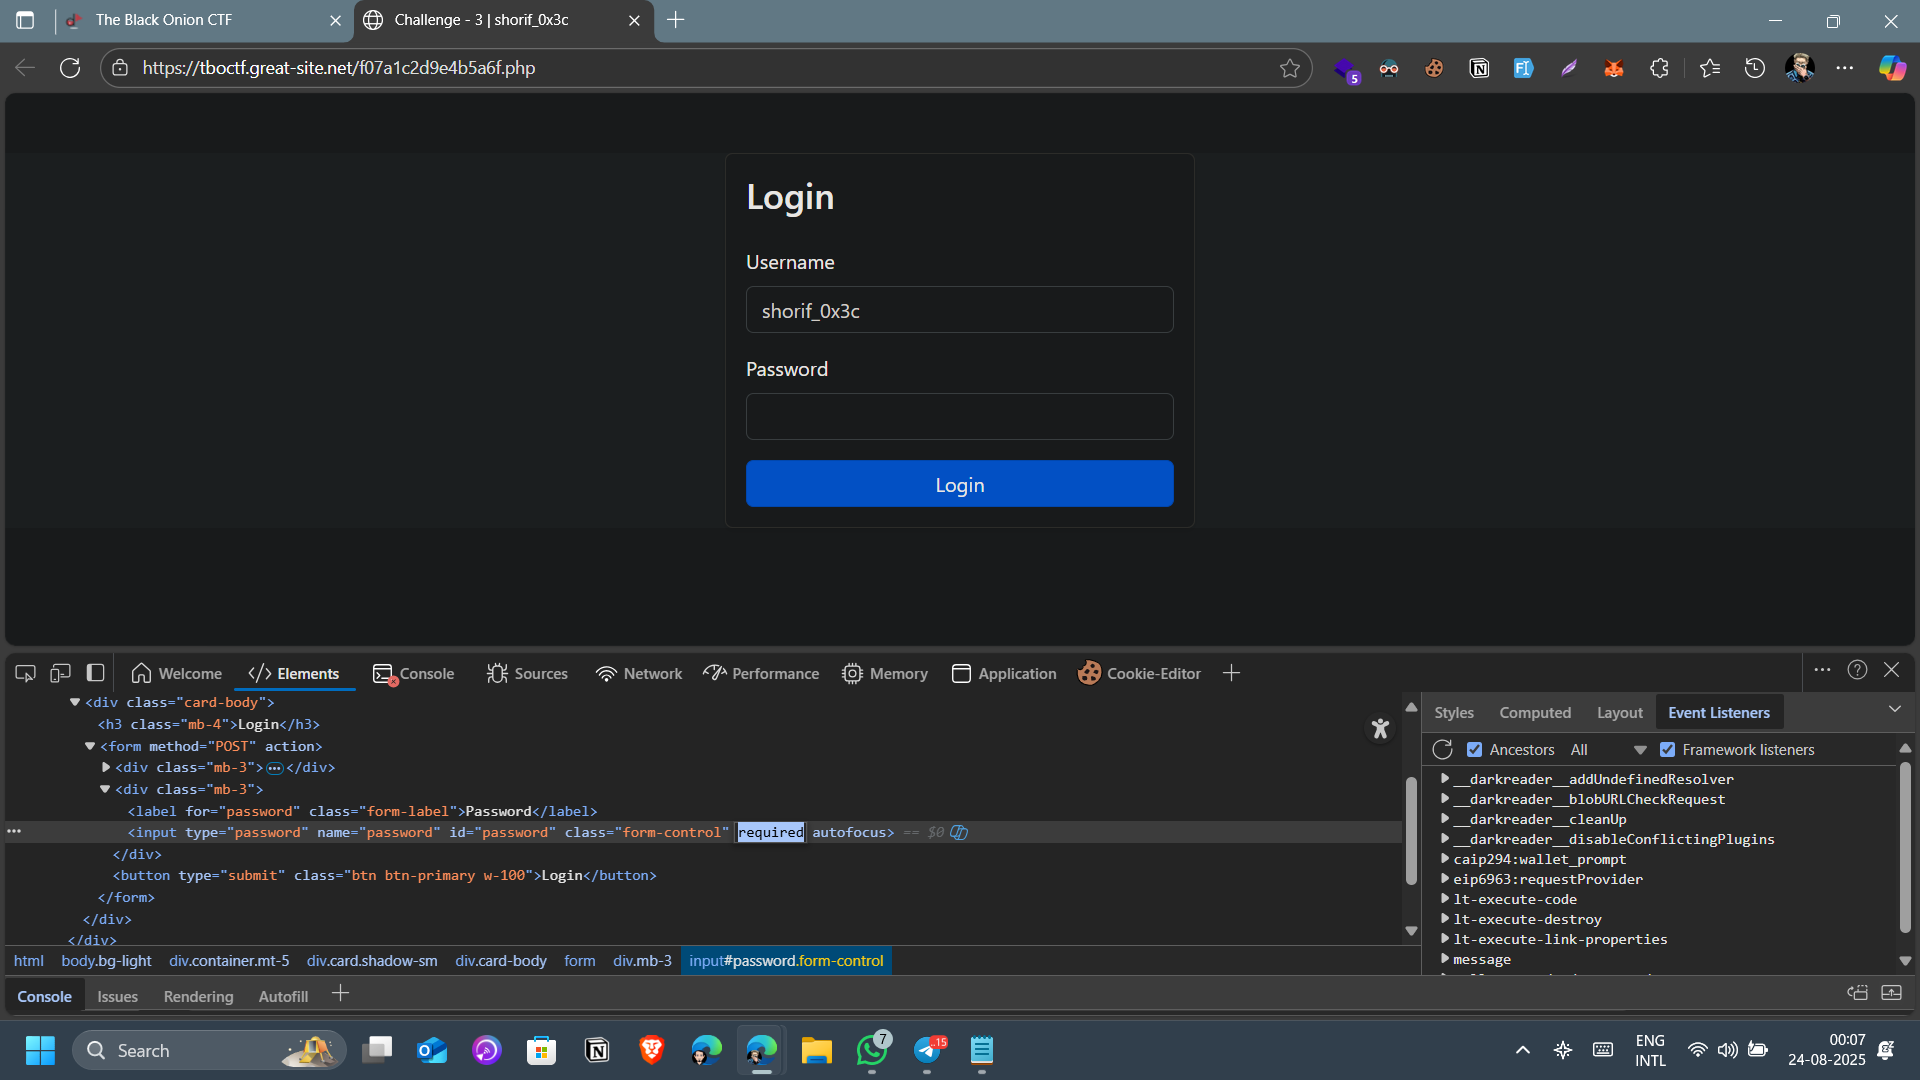 The Black Onion CTF
Challenge - 3 | shorif_0x3c
https://tboctf.great-site.net/f07a1c2d9e4b5a6f.php
5
Login
Username
shorif_0x3c
Password
Login
Welcome
Elements
Console
Sources
Network
Performance
Memory
Application
Cookie-Editor
<div class="card-body">
<h3 class="mb-4">Login</h3>
<form method="POST" action>
<div class="mb-3"> ••• </div>
<div class="mb-3">
<label for="password" class="form-label">Password</label>
<input type="password" name="password" id="password" class="form-control" required autofocus> == $0
</div>
<button type="submit" class="btn btn-primary w-100">Login</button>
</form>
</div>
</div>
Styles
Computed
Layout
Event Listeners
Ancestors All Framework listeners
__darkreader__addUndefinedResolver
__darkreader__blobURLCheckRequest
__darkreader__cleanUp
__darkreader__disableConflictingPlugins
caip294:wallet_prompt
eip6963:requestProvider
lt-execute-code
lt-execute-destroy
lt-execute-link-properties
message
html body.bg-light div.container.mt-5 div.card.shadow-sm div.card-body form div.mb-3 input#password.form-control
Console Issues Rendering Autofill
Search
7
..15
ENG
INTL
00:07
24-08-2025